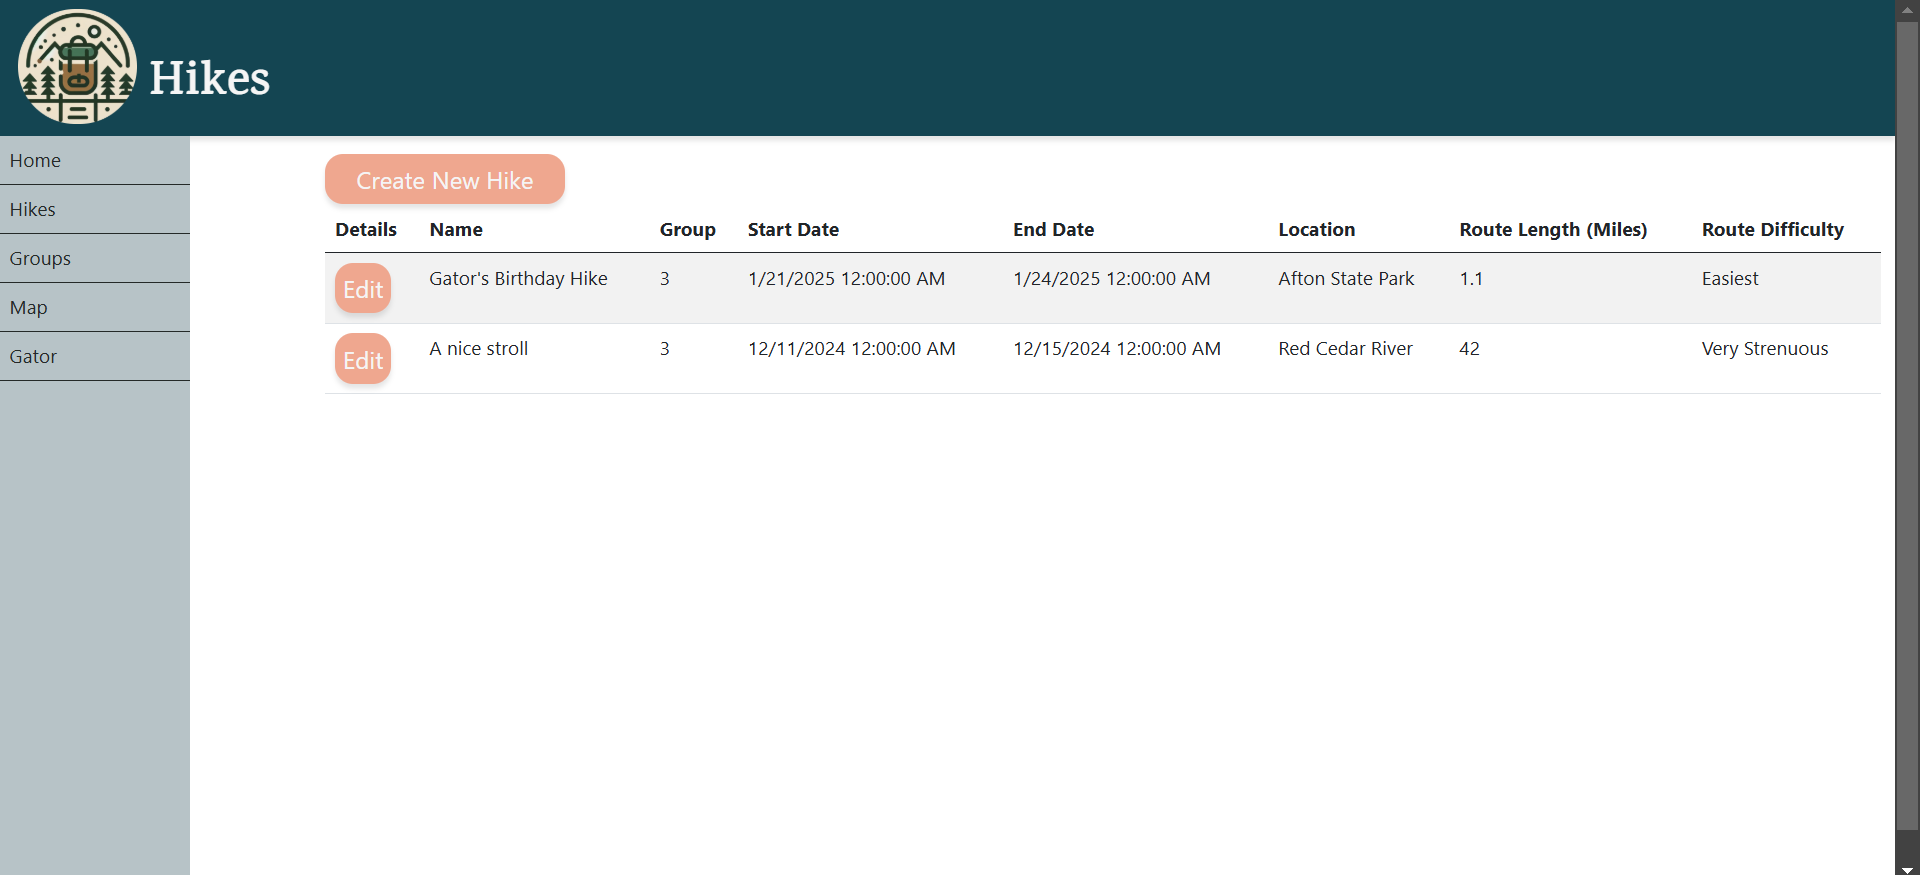 Hikes
Home
Hikes
Groups
Map
Gator
Create New Hike
Details Name Group Start Date End Date Location Route Length (Miles) Route Difficulty
Edit Gator's Birthday Hike 3 1/21/2025 12:00:00 AM 1/24/2025 12:00:00 AM Afton State Park 1.1 Easiest
Edit A nice stroll 3 12/11/2024 12:00:00 AM 12/15/2024 12:00:00 AM Red Cedar River 42 Very Strenuous